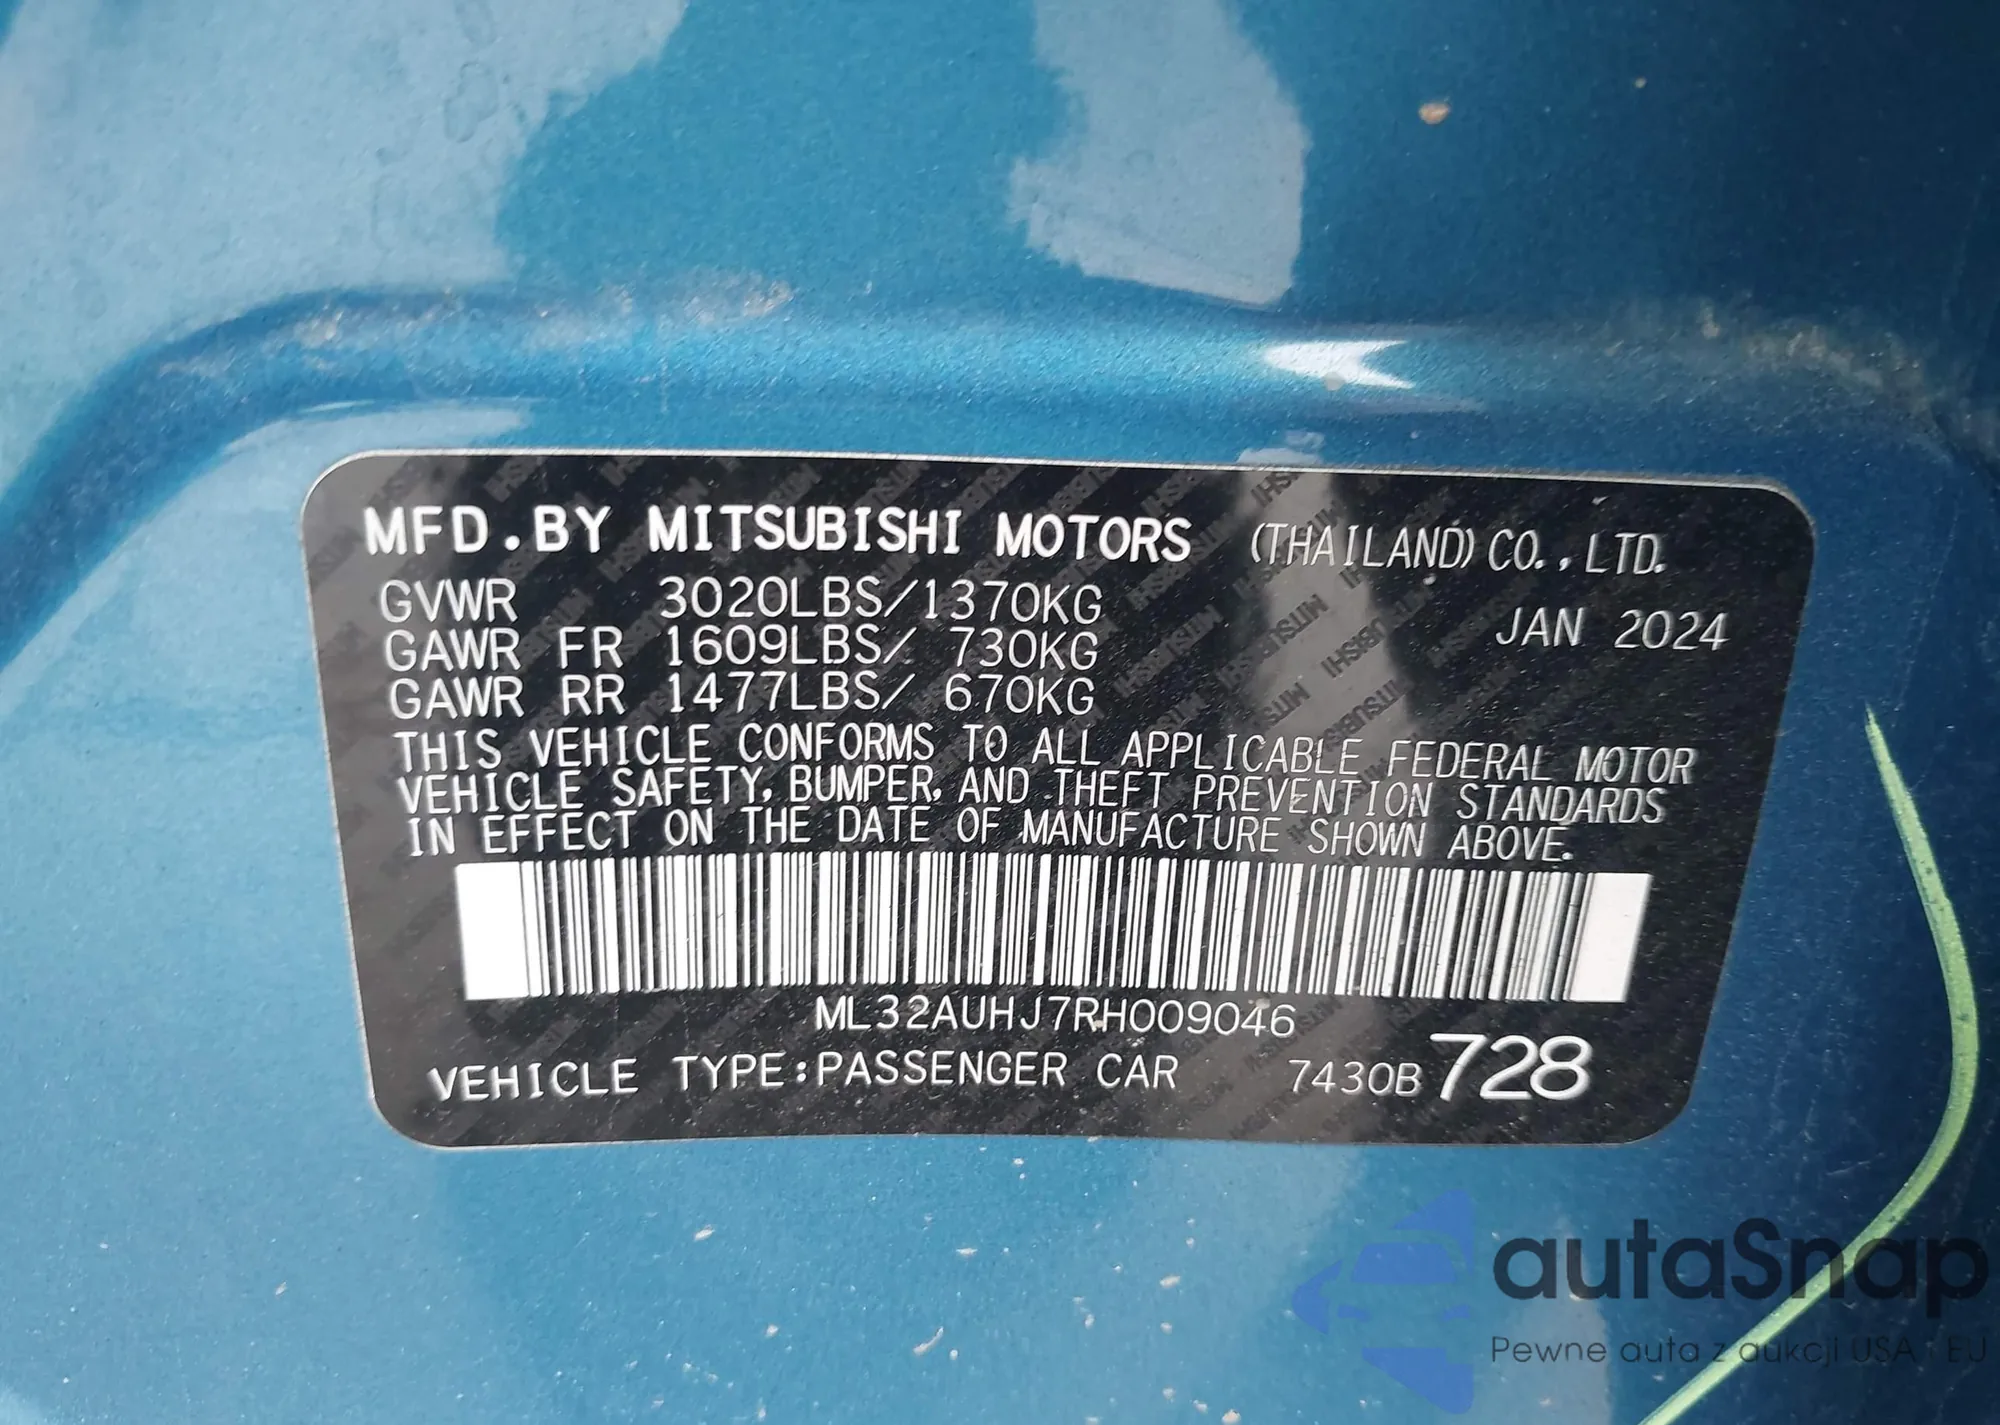 MFD.BY MITSUBISHI MOTORS (THAILAND) CO.,LTD.
GVWR 3020LBS/1370KG
JAN 2024
GAWR FR 1609LBS/ 730KG
GAWR RR 1477LBS/ 670KG
THIS VEHICLE CONFORMS TO ALL APPLICABLE FEDERAL MOTOR
VEHICLE SAFETY, BUMPER, AND THEFT PREVENTION STANDARDS
IN EFFECT ON THE DATE OF MANUFACTURE SHOWN ABOVE.
ML32AUHJ7RH009046
VEHICLE TYPE:PASSENGER CAR 7430B728
autaSnap
Pewne auta z aukcji USA i EU